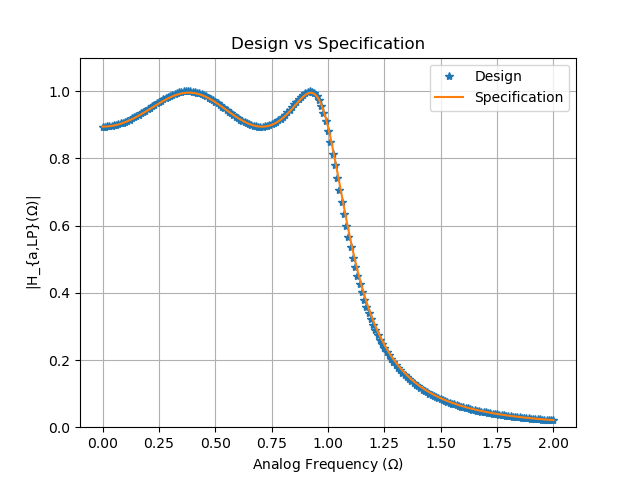 Design vs Specification
Design
Specification
|H_{a,LP}(Ω)|
1.0
0.8
0.6
0.4
0.2
0.0
0.00 0.25 0.50 0.75 1.00 1.25 1.50 1.75 2.00
Analog Frequency (Ω)